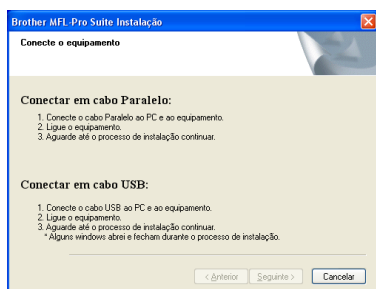 Brother MFL-Pro Suite Instalação
Conecte o equipamento
Conectar em cabo Paralelo:
1. Conecte o cabo Paralelo ao PC e ao equipamento.
2. Ligue o equipamento.
3. Aguarde até o processo de instalação continuar.
Conectar em cabo USB:
1. Conecte o cabo USB ao PC e ao equipamento.
2. Ligue o equipamento.
3. Aguarde até o processo de instalação continuar.
* Alguns windows abrei e fecham durante o processo de instalação.
< Anterior Seguinte > Cancelar